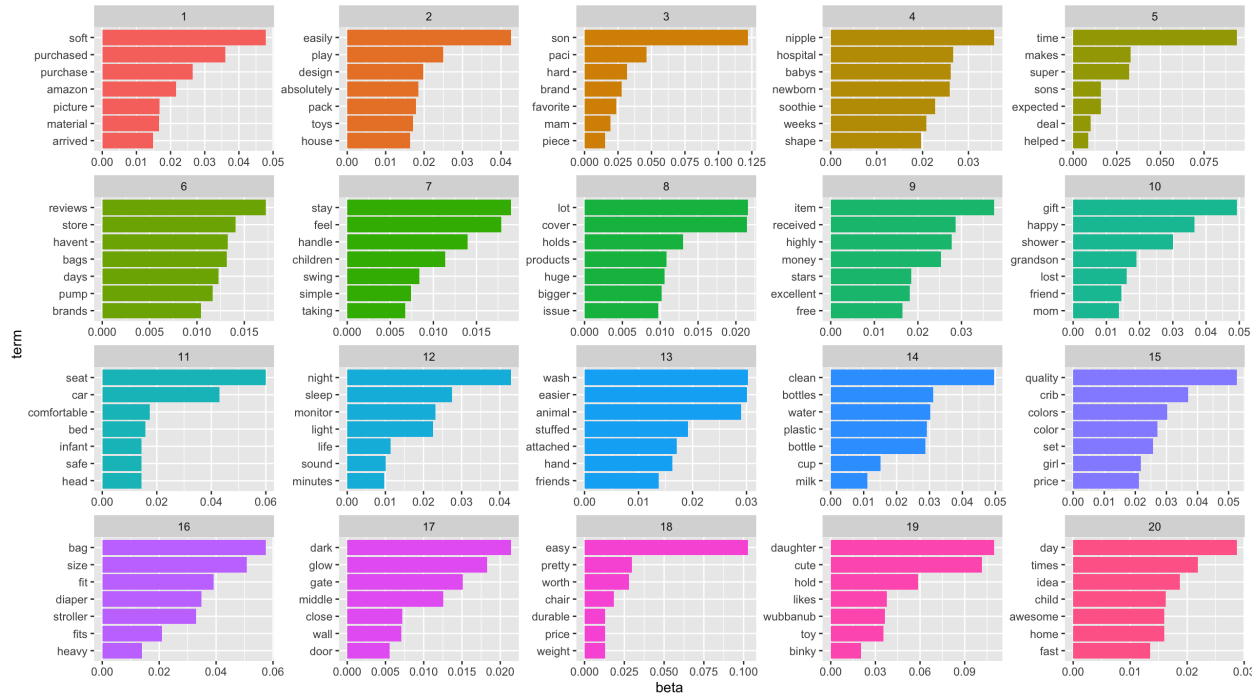 1 2 3 4 5
soft easily son nipple time
purchased play paci hospital makes
purchase design hard babys super
amazon absolutely brand newborn sons
picture pack favorite soothie expected
material toys mam weeks deal
arrived house piece shape helped
0.00 0.01 0.02 0.03 0.04 0.05 0.00 0.01 0.02 0.03 0.04 0.000 0.025 0.050 0.075 0.100 0.125 0.00 0.01 0.02 0.03 0.000 0.025 0.050 0.075
6 7 8 9 10
reviews stay lot item gift
store feel cover received happy
havent handle holds highly shower
bags children products money grandson
days swing huge stars lost
pump simple bigger excellent friend
brands taking issue free mom
0.000 0.005 0.010 0.015 0.000 0.005 0.010 0.015 0.000 0.005 0.010 0.015 0.020 0.00 0.01 0.02 0.03 0.00 0.01 0.02 0.03 0.04 0.05
term
11 12 13 14 15
seat night wash clean quality
car sleep easier bottles crib
comfortable monitor animal water colors
bed light stuffed plastic color
infant life attached bottle set
safe sound hand cup girl
head minutes friends milk price
0.00 0.02 0.04 0.06 0.00 0.01 0.02 0.03 0.04 0.00 0.01 0.02 0.03 0.00 0.01 0.02 0.03 0.04 0.05 0.00 0.01 0.02 0.03 0.04 0.05
16 17 18 19 20
bag dark easy daughter day
size glow pretty cute times
fit gate worth hold idea
diaper middle chair likes child
stroller close durable wubbanub awesome
fits wall price toy home
heavy door weight binky fast
0.00 0.02 0.04 0.06 0.000 0.005 0.010 0.015 0.020 0.000 0.025 0.050 0.075 0.100 0.00 0.03 0.06 0.09 0.00 0.01 0.02
beta